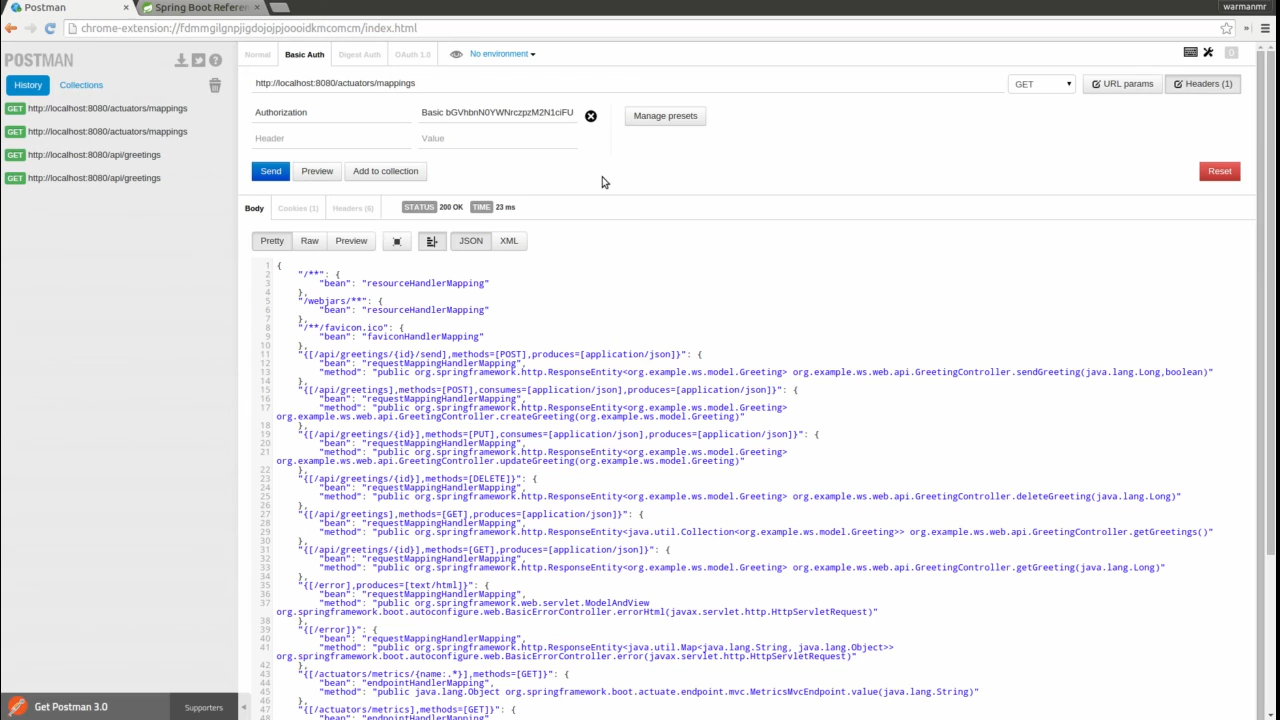 Postman
Spring Boot Referen
warmanmr
chrome-extension://fdmmgilgnpjigdojojpjoooidkmcomcm/index.html
POSTMAN
History
Collections
GET http://localhost:8080/actuators/mappings
GET http://localhost:8080/actuators/mappings
GET http://localhost:8080/api/greetings
GET http://localhost:8080/api/greetings
Normal
Basic Auth
Digest Auth
OAuth 1.0
No environment
0
http://localhost:8080/actuators/mappings
GET
URL params
Headers (1)
Authorization
Basic bGVhbnN0YWNrczpzM2N1ciFU
Manage presets
Header
Value
Send
Preview
Add to collection
Reset
Body
Cookies (1)
Headers (6)
STATUS 200 OK
TIME 23 ms
Pretty
Raw
Preview
JSON
XML
1 {
2 "/**": {
3 "bean": "resourceHandlerMapping"
4 },
5 "/webjars/**": {
6 "bean": "resourceHandlerMapping"
7 },
8 "/**/favicon.ico": {
9 "bean": "faviconHandlerMapping"
10 },
11 "{[/api/greetings/{id}/send],methods=[POST],produces=[application/json]}": {
12 "bean": "requestMappingHandlerMapping",
13 "method": "public org.springframework.http.ResponseEntity<org.example.ws.model.Greeting> org.example.ws.web.api.GreetingController.sendGreeting(java.lang.Long,boolean)"
14 },
15 "{[/api/greetings],methods=[POST],consumes=[application/json],produces=[application/json]}": {
16 "bean": "requestMappingHandlerMapping",
17 "method": "public org.springframework.http.ResponseEntity<org.example.ws.model.Greeting>
org.example.ws.web.api.GreetingController.createGreeting(org.example.ws.model.Greeting)"
18 },
19 "{[/api/greetings/{id}],methods=[PUT],consumes=[application/json],produces=[application/json]}": {
20 "bean": "requestMappingHandlerMapping",
21 "method": "public org.springframework.http.ResponseEntity<org.example.ws.model.Greeting>
org.example.ws.web.api.GreetingController.updateGreeting(org.example.ws.model.Greeting)"
22 },
23 "{[/api/greetings/{id}],methods=[DELETE]}": {
24 "bean": "requestMappingHandlerMapping",
25 "method": "public org.springframework.http.ResponseEntity<org.example.ws.model.Greeting> org.example.ws.web.api.GreetingController.deleteGreeting(java.lang.Long)"
26 },
27 "{[/api/greetings],methods=[GET],produces=[application/json]}": {
28 "bean": "requestMappingHandlerMapping",
29 "method": "public org.springframework.http.ResponseEntity<java.util.Collection<org.example.ws.model.Greeting>> org.example.ws.web.api.GreetingController.getGreetings()"
30 },
31 "{[/api/greetings/{id}],methods=[GET],produces=[application/json]}": {
32 "bean": "requestMappingHandlerMapping",
33 "method": "public org.springframework.http.ResponseEntity<org.example.ws.model.Greeting> org.example.ws.web.api.GreetingController.getGreeting(java.lang.Long)"
34 },
35 "{[/error],produces=[text/html]}": {
36 "bean": "requestMappingHandlerMapping",
37 "method": "public org.springframework.web.servlet.ModelAndView
org.springframework.boot.autoconfigure.web.BasicErrorController.errorHtml(javax.servlet.http.HttpServletRequest)"
38 },
39 "{[/error]}": {
40 "bean": "requestMappingHandlerMapping",
41 "method": "public org.springframework.http.ResponseEntity<java.util.Map<java.lang.String, java.lang.Object>>
org.springframework.boot.autoconfigure.web.BasicErrorController.error(javax.servlet.http.HttpServletRequest)"
42 },
43 "{[/actuators/metrics/{name:.*}],methods=[GET]}": {
44 "bean": "endpointHandlerMapping",
45 "method": "public java.lang.Object org.springframework.boot.actuate.endpoint.mvc.MetricsMvcEndpoint.value(java.lang.String)"
46 },
47 "{[/actuators/metrics],methods=[GET]}": {
48 "bean": "endpointHandlerMapping",
Get Postman 3.0
Supporters